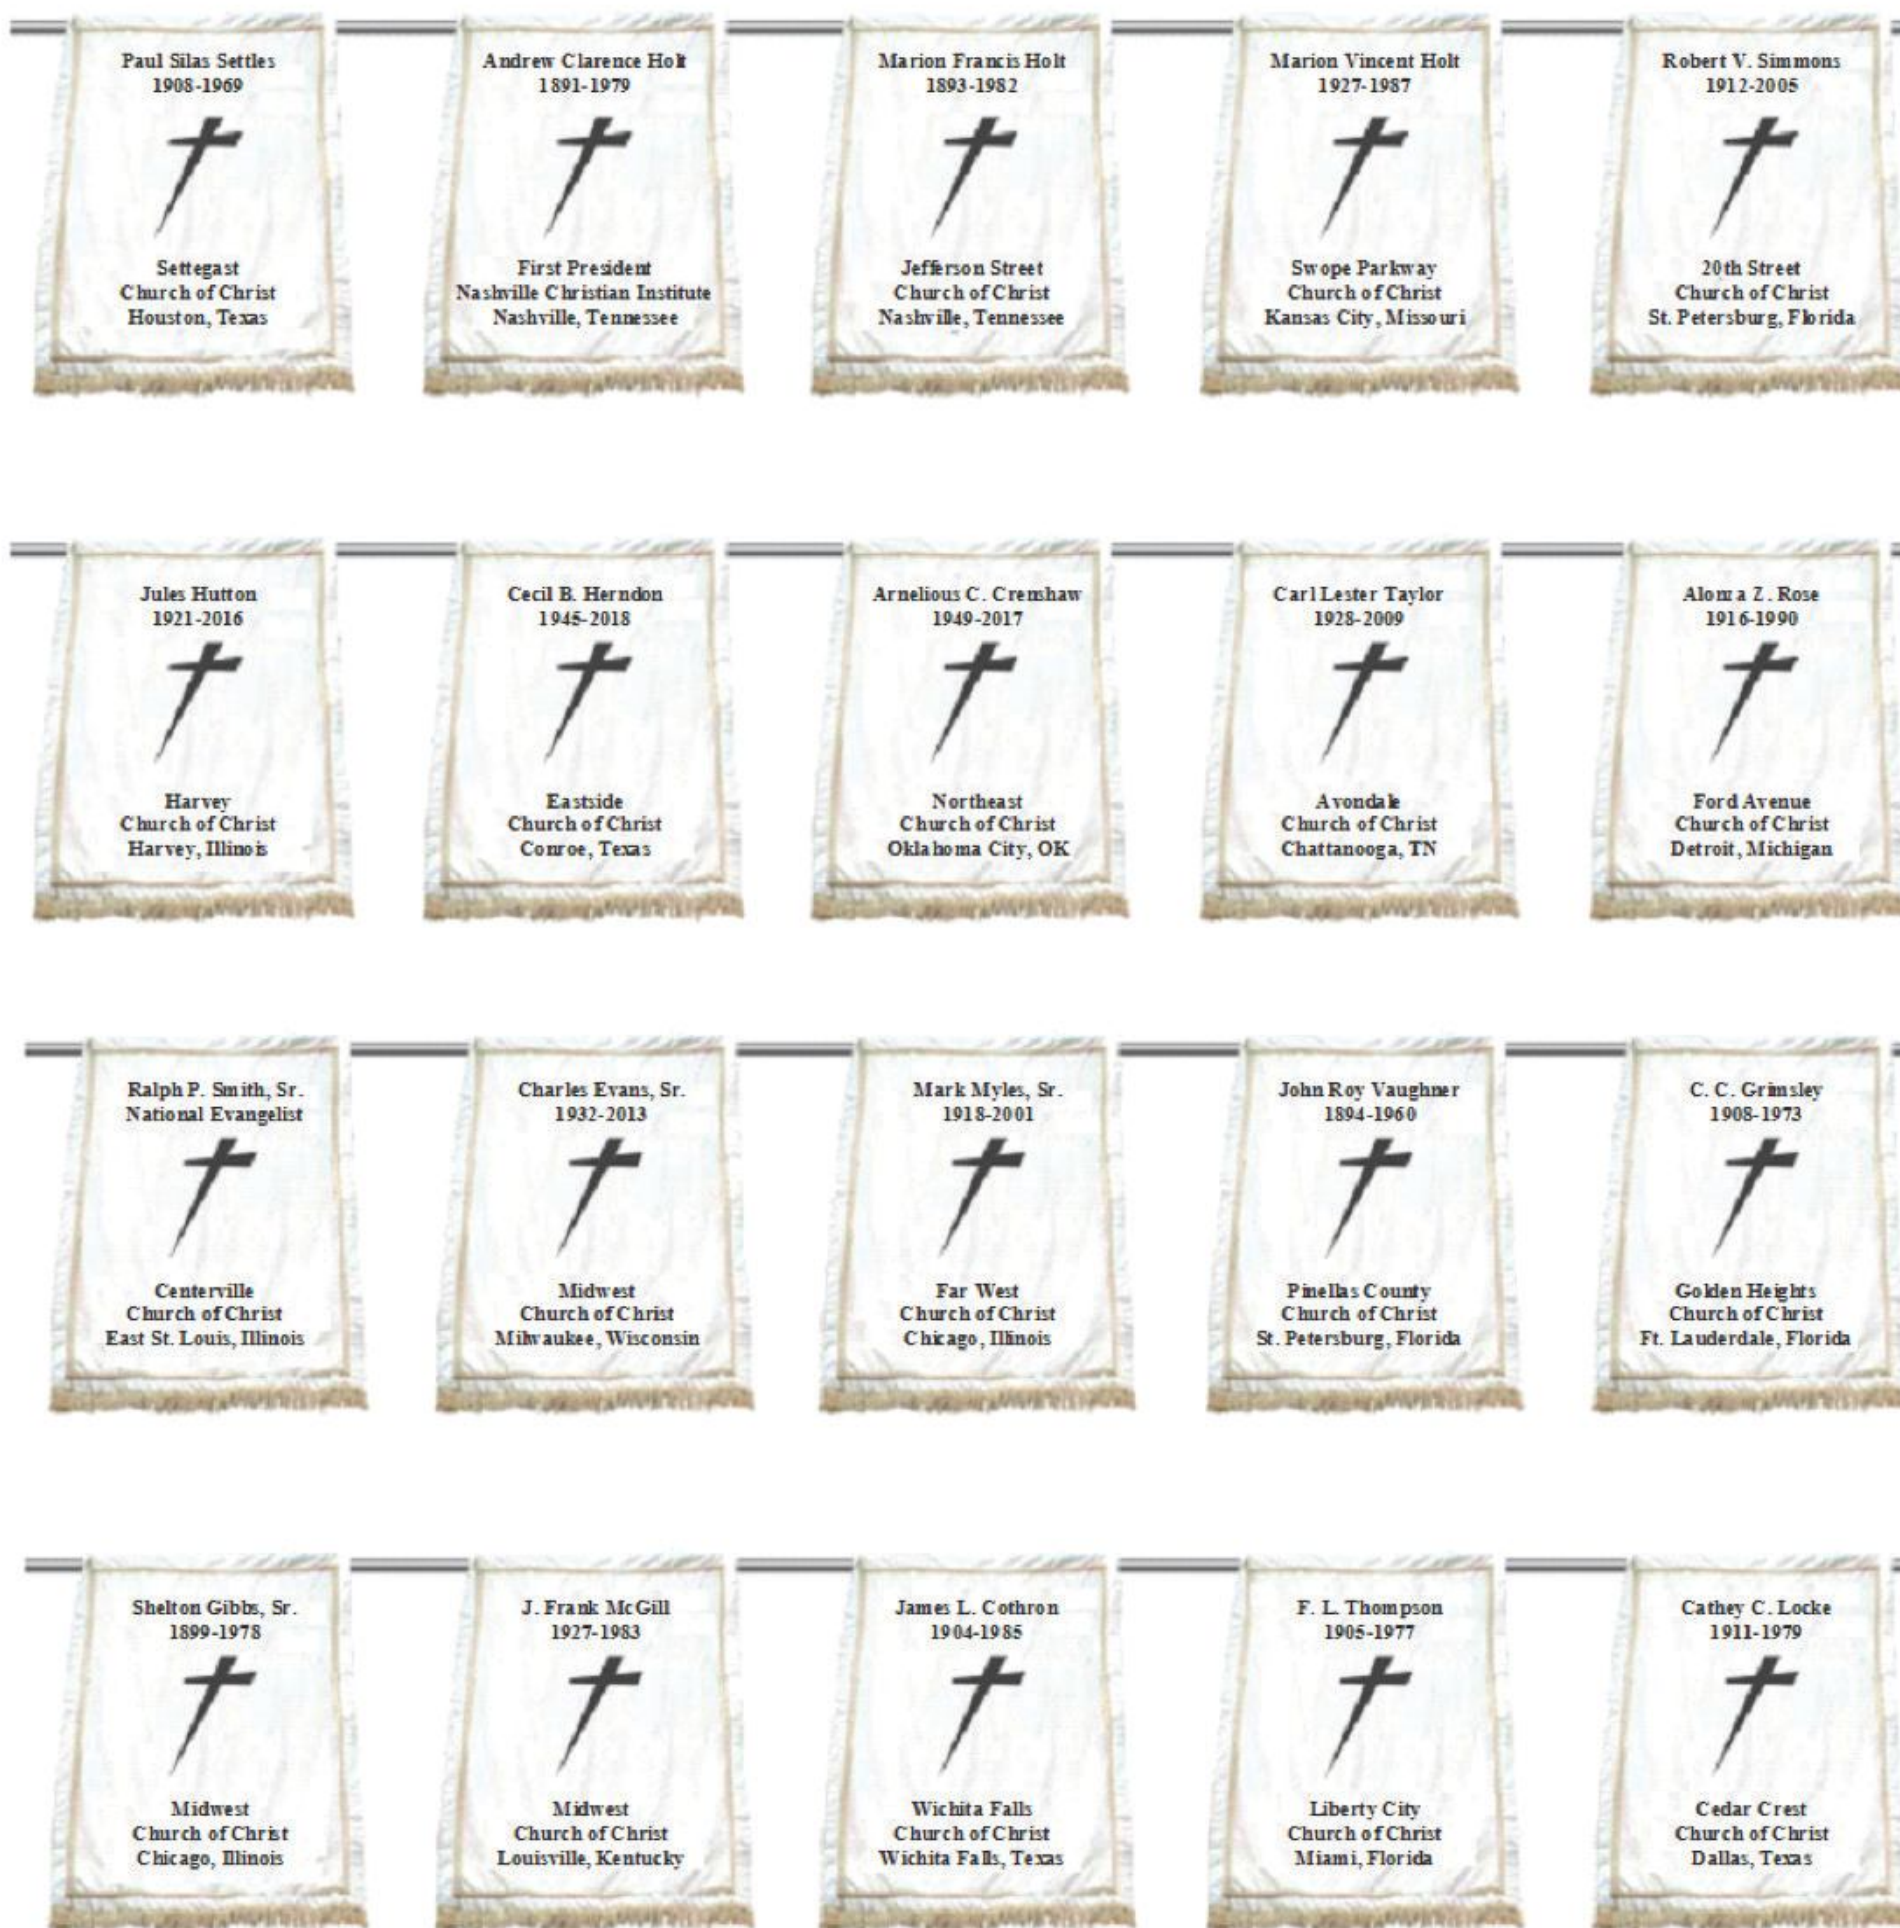 Paul Silas Settles
1908-1969
Settegast
Church of Christ
Houston, Texas
Andrew Clarence Holt
1891-1979
First President
Nashville Christian Institute
Nashville, Tennessee
Marion Francis Holt
1893-1982
Jefferson Street
Church of Christ
Nashville, Tennessee
Marion Vincent Holt
1927-1987
Swope Parkway
Church of Christ
Kansas City, Missouri
Robert V. Simmons
1912-2005
20th Street
Church of Christ
St. Petersburg, Florida
Jules Hutton
1921-2016
Harvey
Church of Christ
Harvey, Illinois
Cecil B. Herndon
1945-2018
Eastside
Church of Christ
Conroe, Texas
Arnelious C. Crenshaw
1949-2017
Northeast
Church of Christ
Oklahoma City, OK
Carl Lester Taylor
1928-2009
Avondale
Church of Christ
Chattanooga, TN
Alonza Z. Rose
1916-1990
Ford Avenue
Church of Christ
Detroit, Michigan
Ralph P. Smith, Sr.
National Evangelist
Centerville
Church of Christ
East St. Louis, Illinois
Charles Evans, Sr.
1932-2013
Midwest
Church of Christ
Milwaukee, Wisconsin
Mark Myles, Sr.
1918-2001
Far West
Church of Christ
Chicago, Illinois
John Roy Vaughner
1894-1960
Pinellas County
Church of Christ
St. Petersburg, Florida
C. C. Grimsley
1908-1973
Golden Heights
Church of Christ
Ft. Lauderdale, Florida
Shelton Gibbs, Sr.
1899-1978
Midwest
Church of Christ
Chicago, Illinois
J. Frank McGill
1927-1983
Midwest
Church of Christ
Louisville, Kentucky
James L. Cothron
1904-1985
Wichita Falls
Church of Christ
Wichita Falls, Texas
F. L. Thompson
1905-1977
Liberty City
Church of Christ
Miami, Florida
Cathey C. Locke
1911-1979
Cedar Crest
Church of Christ
Dallas, Texas